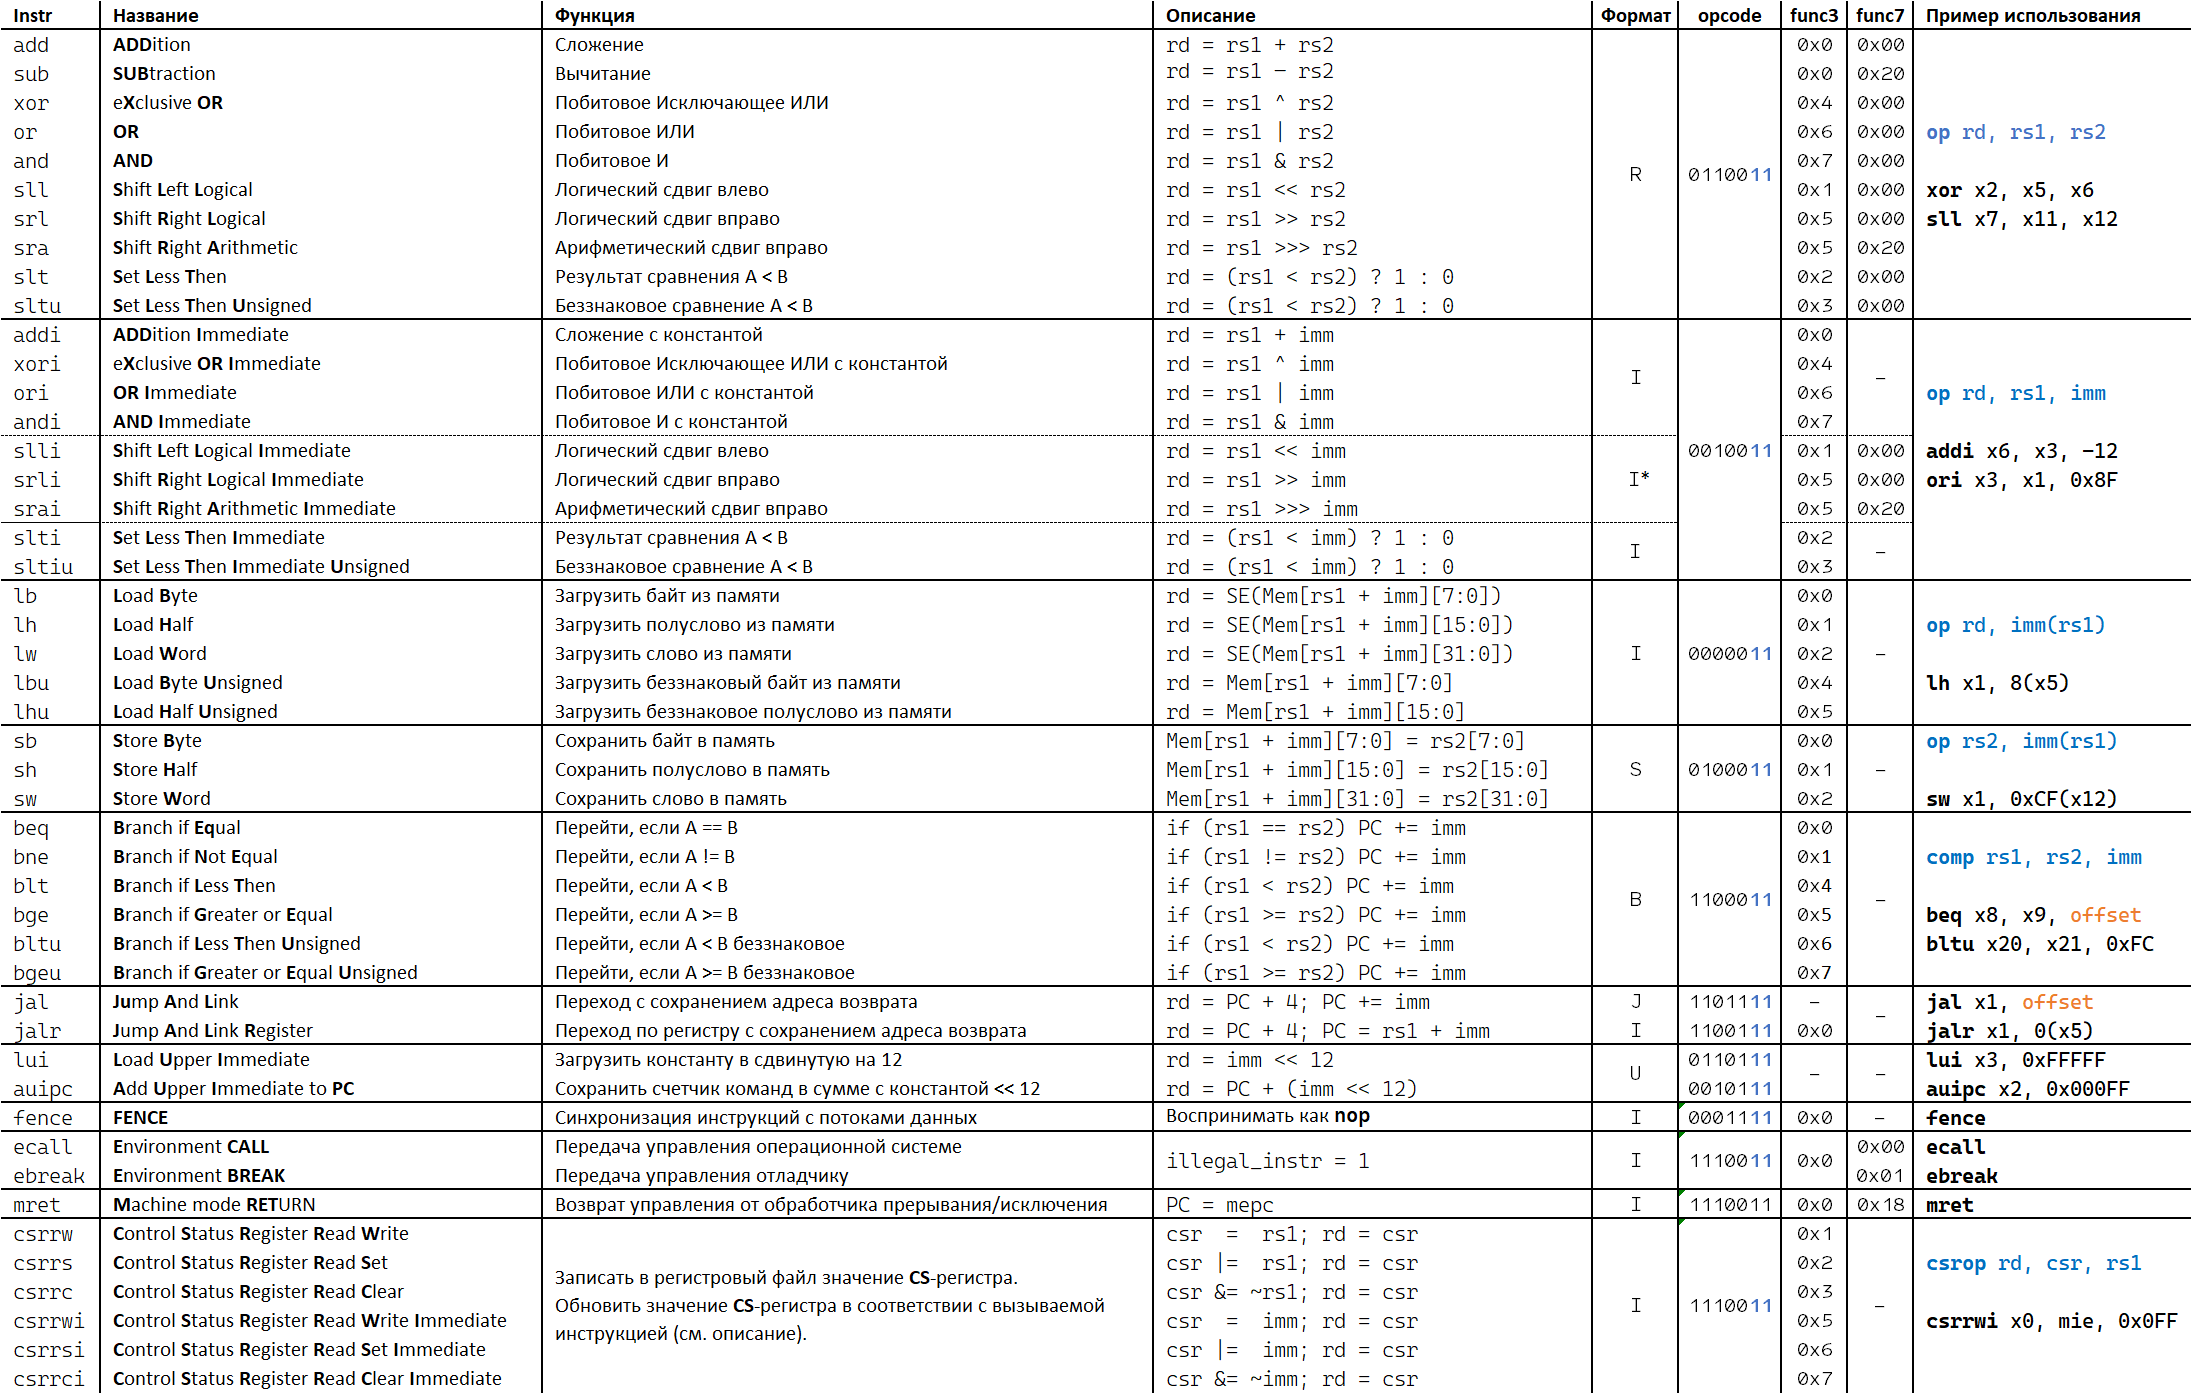 Instr Название Функция Описание Формат opcode func3 func7 Пример использования
add ADDition Сложение rd = rs1 + rs2 0x0 0x00
sub SUBtraction Вычитание rd = rs1 − rs2 0x0 0x20
xor eXclusive OR Побитовое Исключающее ИЛИ rd = rs1 ^ rs2 0x4 0x00
or OR Побитовое ИЛИ rd = rs1 | rs2 0x6 0x00 op rd, rs1, rs2
and AND Побитовое И rd = rs1 & rs2 0x7 0x00
R 0110011
sll Shift Left Logical Логический сдвиг влево rd = rs1 << rs2 0x1 0x00 xor x2, x5, x6
srl Shift Right Logical Логический сдвиг вправо rd = rs1 >> rs2 0x5 0x00 sll x7, x11, x12
sra Shift Right Arithmetic Арифметический сдвиг вправо rd = rs1 >>> rs2 0x5 0x20
slt Set Less Then Результат сравнения A < B rd = (rs1 < rs2) ? 1 : 0 0x2 0x00
sltu Set Less Then Unsigned Беззнаковое сравнение A < B rd = (rs1 < rs2) ? 1 : 0 0x3 0x00
addi ADDition Immediate Сложение с константой rd = rs1 + imm 0x0
xori eXclusive OR Immediate Побитовое Исключающее ИЛИ с константой rd = rs1 ^ imm 0x4
I –
ori OR Immediate Побитовое ИЛИ с константой rd = rs1 | imm 0x6 op rd, rs1, imm
andi AND Immediate Побитовое И с константой rd = rs1 & imm 0x7
slli Shift Left Logical Immediate Логический сдвиг влево rd = rs1 << imm 0010011 0x1 0x00 addi x6, x3, −12
srli Shift Right Logical Immediate Логический сдвиг вправо rd = rs1 >> imm I* 0x5 0x00 ori x3, x1, 0x8F
srai Shift Right Arithmetic Immediate Арифметический сдвиг вправо rd = rs1 >>> imm 0x5 0x20
slti Set Less Then Immediate Результат сравнения A < B rd = (rs1 < imm) ? 1 : 0 0x2
I –
sltiu Set Less Then Immediate Unsigned Беззнаковое сравнение A < B rd = (rs1 < imm) ? 1 : 0 0x3
lb Load Byte Загрузить байт из памяти rd = SE(Mem[rs1 + imm][7:0]) 0x0
lh Load Half Загрузить полуслово из памяти rd = SE(Mem[rs1 + imm][15:0]) 0x1 op rd, imm(rs1)
lw Load Word Загрузить слово из памяти rd = SE(Mem[rs1 + imm][31:0]) I 0000011 0x2 –
lbu Load Byte Unsigned Загрузить беззнаковый байт из памяти rd = Mem[rs1 + imm][7:0] 0x4 lh x1, 8(x5)
lhu Load Half Unsigned Загрузить беззнаковое полуслово из памяти rd = Mem[rs1 + imm][15:0] 0x5
sb Store Byte Сохранить байт в память Mem[rs1 + imm][7:0] = rs2[7:0] 0x0 op rs2, imm(rs1)
sh Store Half Сохранить полуслово в память Mem[rs1 + imm][15:0] = rs2[15:0] S 0100011 0x1 –
sw Store Word Сохранить слово в память Mem[rs1 + imm][31:0] = rs2[31:0] 0x2 sw x1, 0xCF(x12)
beq Branch if Equal Перейти, если A == B if (rs1 == rs2) PC += imm 0x0
bne Branch if Not Equal Перейти, если A != B if (rs1 != rs2) PC += imm 0x1 comp rs1, rs2, imm
blt Branch if Less Then Перейти, если A < B if (rs1 < rs2) PC += imm 0x4
B 1100011 –
bge Branch if Greater or Equal Перейти, если A >= B if (rs1 >= rs2) PC += imm 0x5 beq x8, x9, offset
bltu Branch if Less Then Unsigned Перейти, если A < B беззнаковое if (rs1 < rs2) PC += imm 0x6 bltu x20, x21, 0xFC
bgeu Branch if Greater or Equal Unsigned Перейти, если A >= B беззнаковое if (rs1 >= rs2) PC += imm 0x7
jal Jump And Link Переход с сохранением адреса возврата rd = PC + 4; PC += imm J 1101111 – jal x1, offset
–
jalr Jump And Link Register Переход по регистру с сохранением адреса возврата rd = PC + 4; PC = rs1 + imm I 1100111 0x0 jalr x1, 0(x5)
lui Load Upper Immediate Загрузить константу в сдвинутую на 12 rd = imm << 12 0110111 lui x3, 0xFFFFF
U – –
auipc Add Upper Immediate to PC Сохранить счетчик команд в сумме с константой << 12 rd = PC + (imm << 12) 0010111 auipc x2, 0x000FF
fence FENCE Синхронизация инструкций с потоками данных Воспринимать как nop I 0001111 0x0 – fence
ecall Environment CALL Передача управления операционной системе 0x00 ecall
illegal_instr = 1 I 1110011 0x0
ebreak Environment BREAK Передача управления отладчику 0x01 ebreak
mret Machine mode RETURN Возврат управления от обработчика прерывания/исключения PC = mepc I 1110011 0x0 0x18 mret
csrrw Control Status Register Read Write csr = rs1; rd = csr 0x1
csrrs Control Status Register Read Set csr |= rs1; rd = csr 0x2 csrop rd, csr, rs1
Записать в регистровый файл значение CS-регистра.
csrrc Control Status Register Read Clear csr &= ~rs1; rd = csr 0x3
Обновить значение CS-регистра в соответствии с вызываемой I 1110011 –
csrrwi Control Status Register Read Write Immediate csr = imm; rd = csr 0x5 csrrwi x0, mie, 0x0FF
инструкцией (см. описание).
csrrsi Control Status Register Read Set Immediate csr |= imm; rd = csr 0x6
csrrci Control Status Register Read Clear Immediate csr &= ~imm; rd = csr 0x7